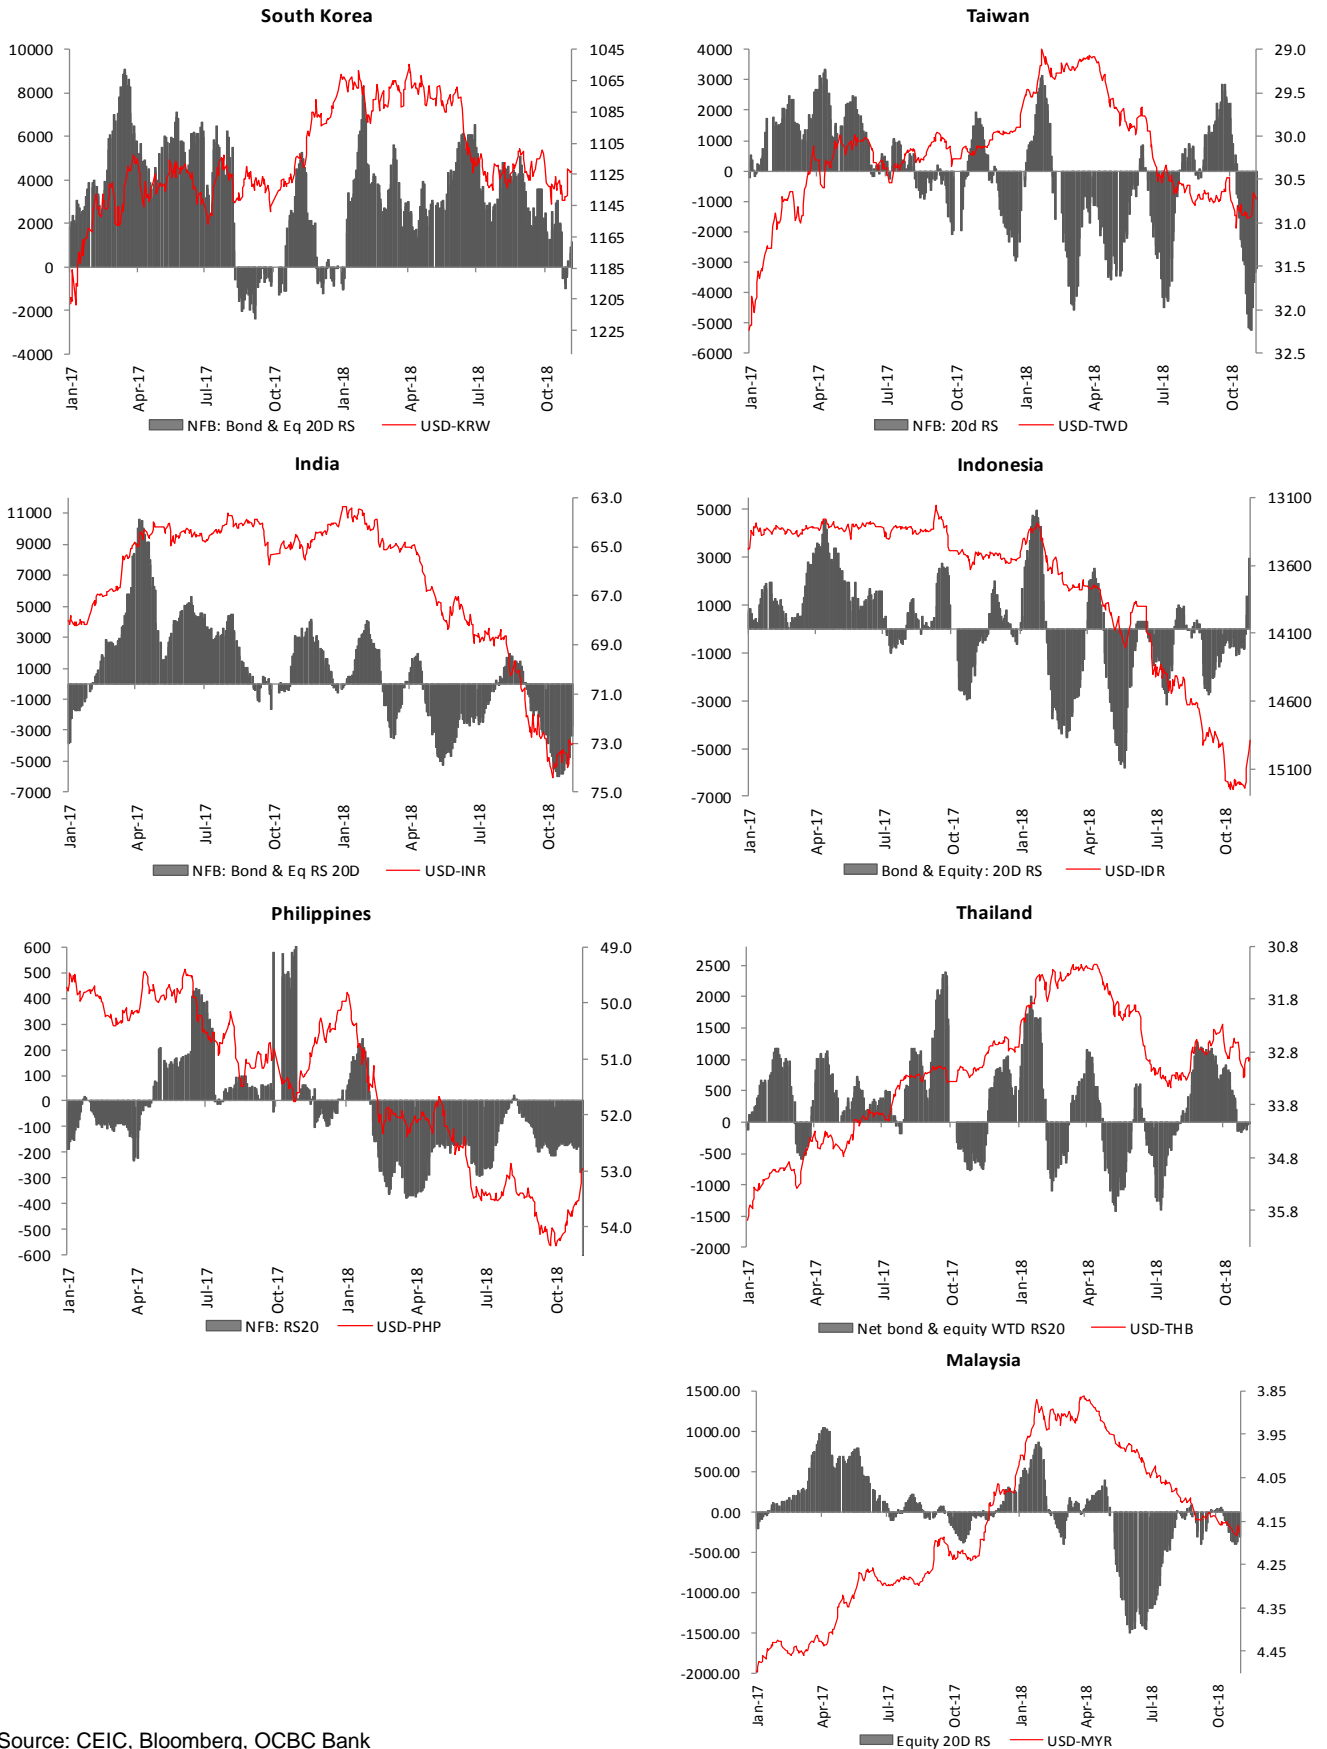 South Korea
10000
8000
6000
4000
2000
0
-2000
-4000
1045
1065
1085
1105
1125
1145
1165
1185
1205
1225
Jan-17
Apr-17
Jul-17
Oct-17
Jan-18
Apr-18
Jul-18
Oct-18
NFB: Bond & Eq 20D RS
USD-KRW
Taiwan
4000
3000
2000
1000
0
-1000
-2000
-3000
-4000
-5000
-6000
29.0
29.5
30.0
30.5
31.0
31.5
32.0
32.5
Jan-17
Apr-17
Jul-17
Oct-17
Jan-18
Apr-18
Jul-18
Oct-18
NFB: 20d RS
USD-TWD
India
11000
9000
7000
5000
3000
1000
-1000
-3000
-5000
-7000
63.0
65.0
67.0
69.0
71.0
73.0
75.0
Jan-17
Apr-17
Jul-17
Oct-17
Jan-18
Apr-18
Jul-18
Oct-18
NFB: Bond & Eq RS 20D
USD-INR
Indonesia
5000
3000
1000
-1000
-3000
-5000
-7000
13100
13600
14100
14600
15100
Jan-17
Apr-17
Jul-17
Oct-17
Jan-18
Apr-18
Jul-18
Oct-18
Bond & Equity: 20D RS
USD-IDR
Philippines
600
500
400
300
200
100
0
-100
-200
-300
-400
-500
-600
49.0
50.0
51.0
52.0
53.0
54.0
Jan-17
Apr-17
Jul-17
Oct-17
Jan-18
Apr-18
Jul-18
Oct-18
NFB: RS20
USD-PHP
Thailand
2500
2000
1500
1000
500
0
-500
-1000
-1500
-2000
30.8
31.8
32.8
33.8
34.8
35.8
Jan-17
Apr-17
Jul-17
Oct-17
Jan-18
Apr-18
Jul-18
Oct-18
Net bond & equity WTD RS20
USD-THB
Malaysia
1500.00
1000.00
500.00
0.00
-500.00
-1000.00
-1500.00
-2000.00
3.85
3.95
4.05
4.15
4.25
4.35
4.45
Jan-17
Apr-17
Jul-17
Oct-17
Jan-18
Apr-18
Jul-18
Oct-18
Equity 20D RS
USD-MYR
Source: CEIC, Bloomberg, OCBC Bank